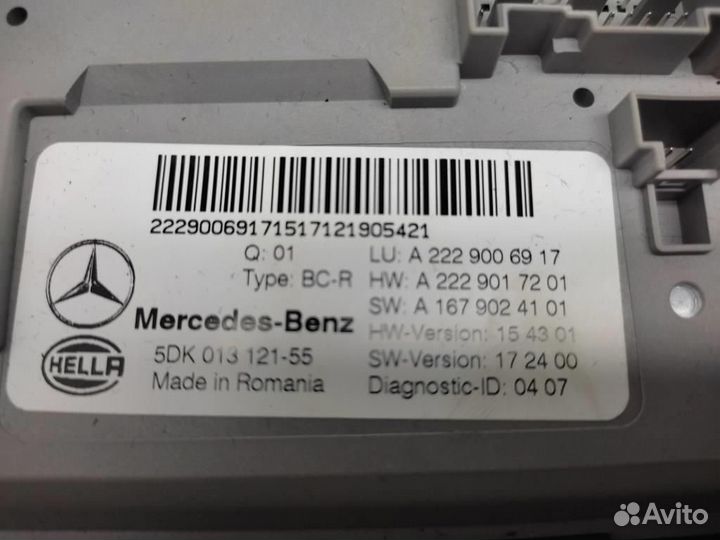 2229006917151712190542​1
Q: 01
Type: BC-R
LU: A 222 900 69 17
HW: A 222 901 72 01
SW: A 167 902 41 01
HW-Version: 15 43 01
SW-Version: 17 24 00
Diagnostic-ID: 04 07
Mercedes-Benz
HELLA
5DK 013 121-55
Made in Romania
Avito